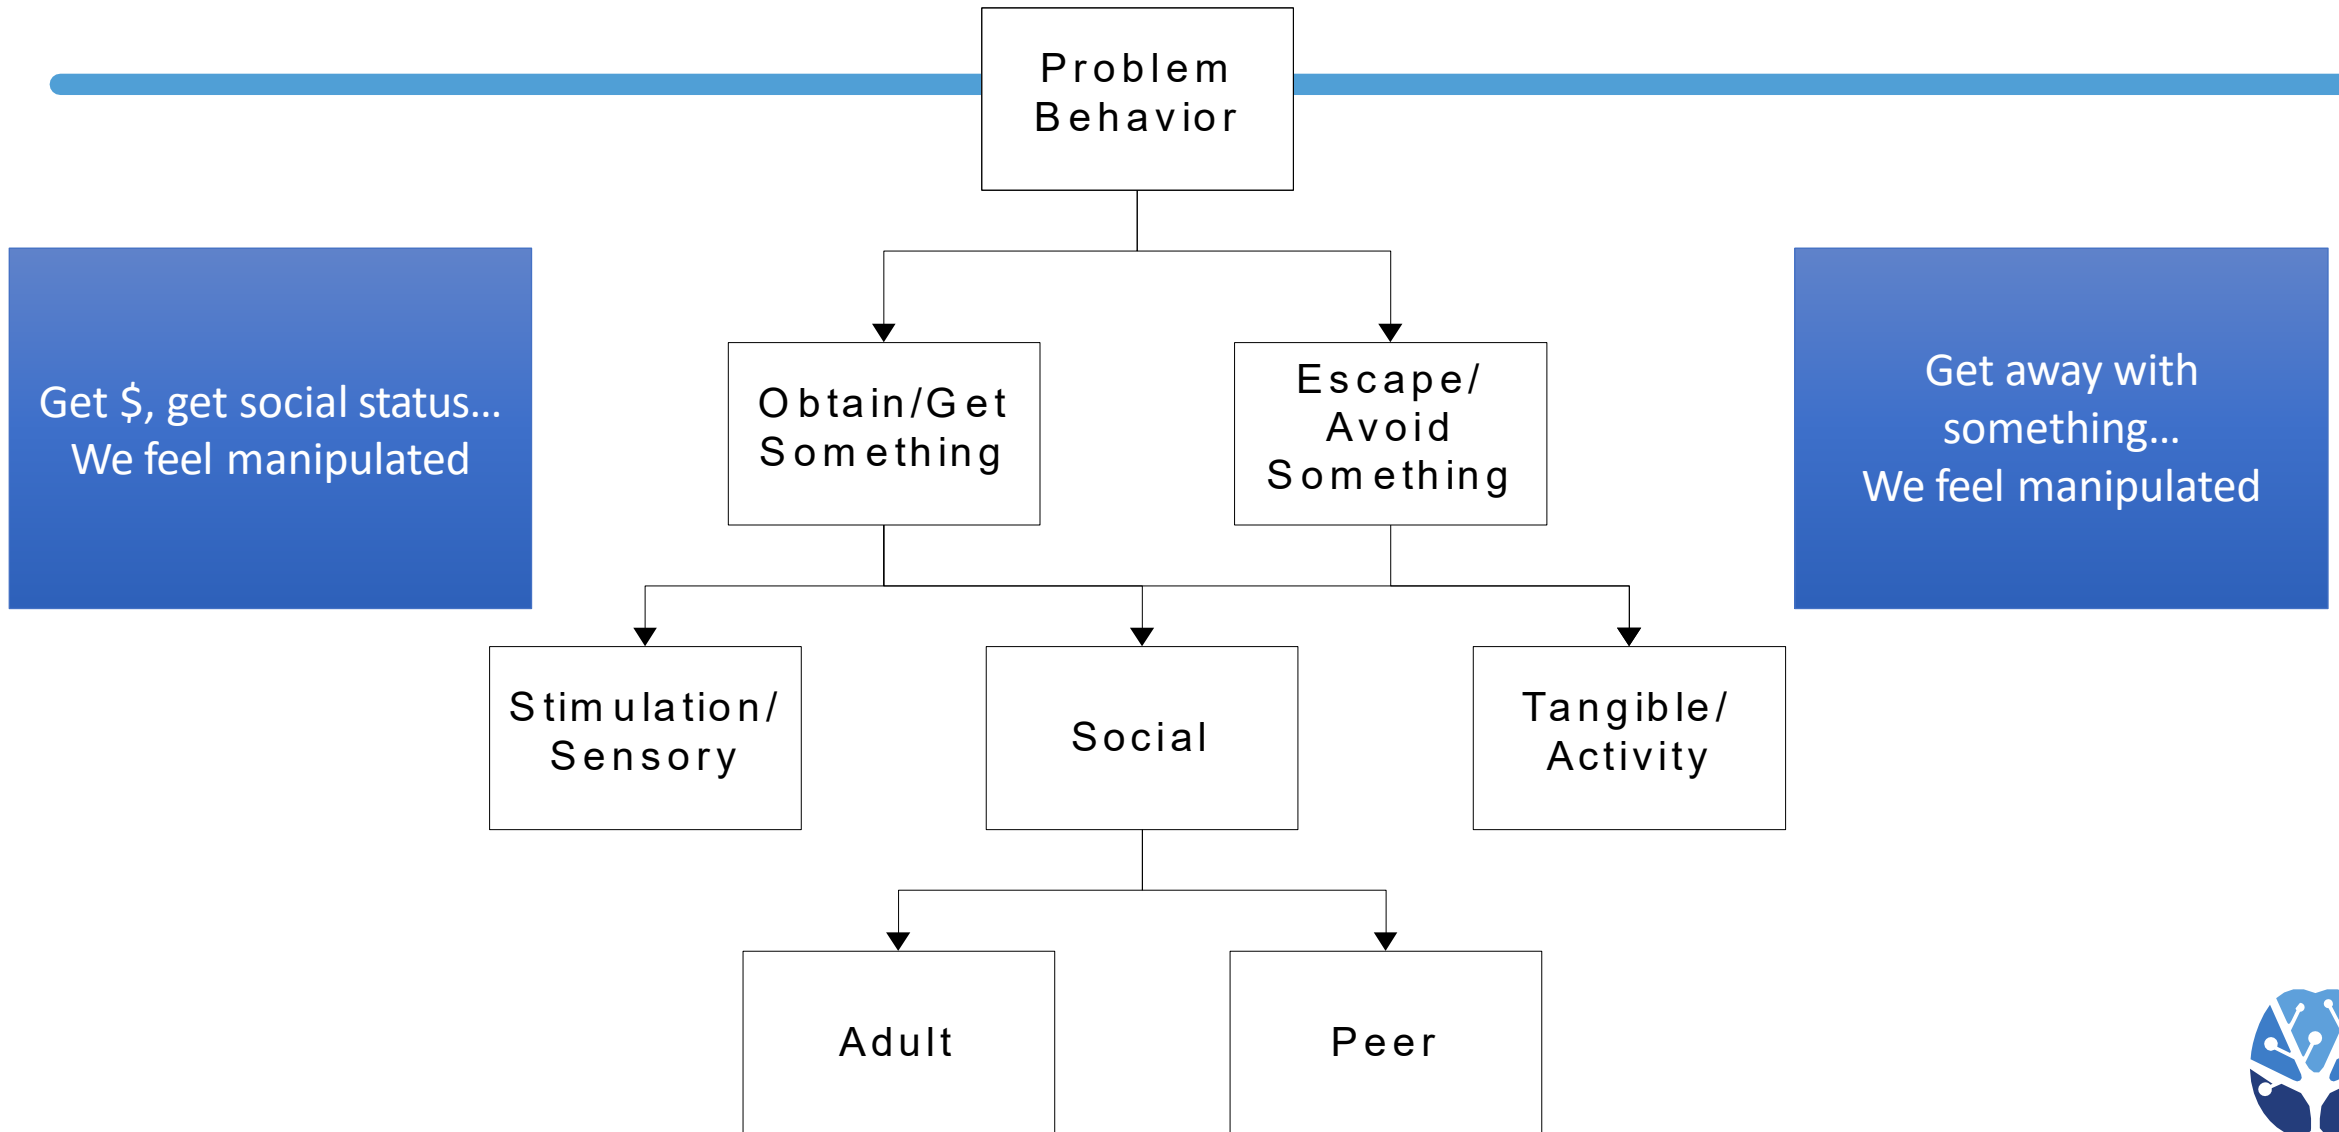 Problem
Behavior
Get $, get social status...
We feel manipulated
Obtain/Get
Something
Escape/
Avoid
Something
Get away with
something...
We feel manipulated
Stimulation/
Sensory
Social
Tangible/
Activity
Adult
Peer